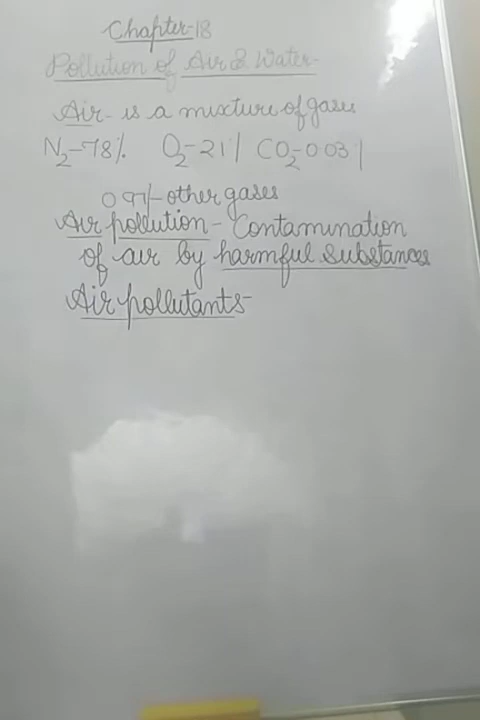 Chapter-18
Pollution of Air & Water-
Air- is a mixture of gases
N2-78% O2-21% CO2-0.03%
0.97%-other gases
Air pollution - Contamination
of air by harmful substances
Air pollutants-